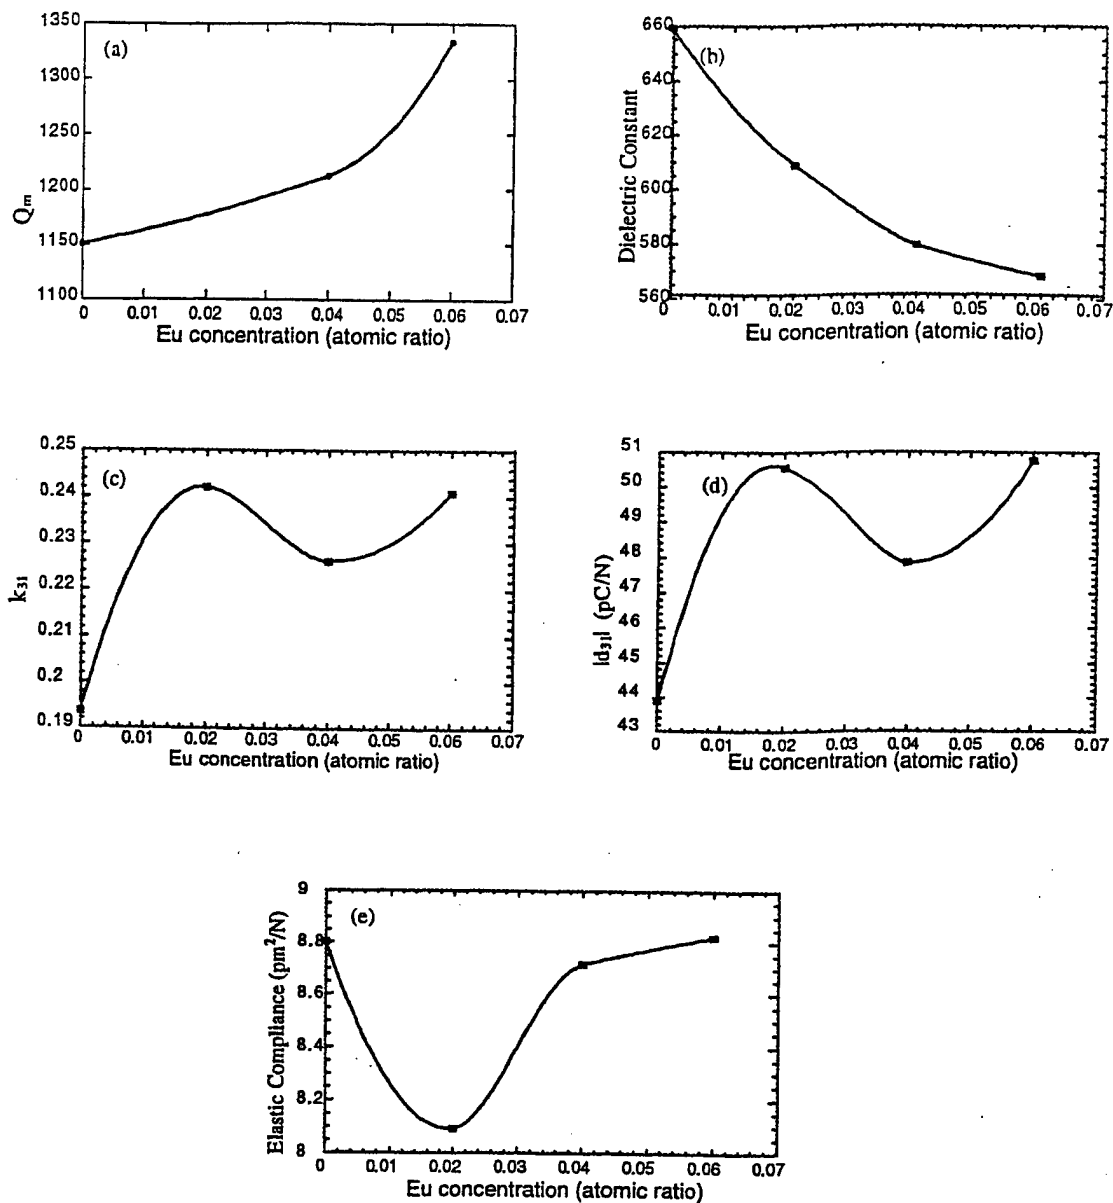 1350
1300
1250
1200
1150
1100
Qm
(a)
0 0.01 0.02 0.03 0.04 0.05 0.06 0.07
Eu concentration (atomic ratio)
660
640
620
600
580
560
Dielectric Constant
(b)
0 0.01 0.02 0.03 0.04 0.05 0.06 0.07
Eu concentration (atomic ratio)
0.25
0.24
0.23
0.22
0.21
0.2
0.19
k31
(c)
0 0.01 0.02 0.03 0.04 0.05 0.06 0.07
Eu concentration (atomic ratio)
51
50
49
48
47
46
45
44
43
|d31| (pC/N)
(d)
0 0.01 0.02 0.03 0.04 0.05 0.06 0.07
Eu concentration (atomic ratio)
9
8.8
8.6
8.4
8.2
8
Elastic Compliance (pm²/N)
(e)
0 0.01 0.02 0.03 0.04 0.05 0.06 0.07
Eu concentration (atomic ratio)